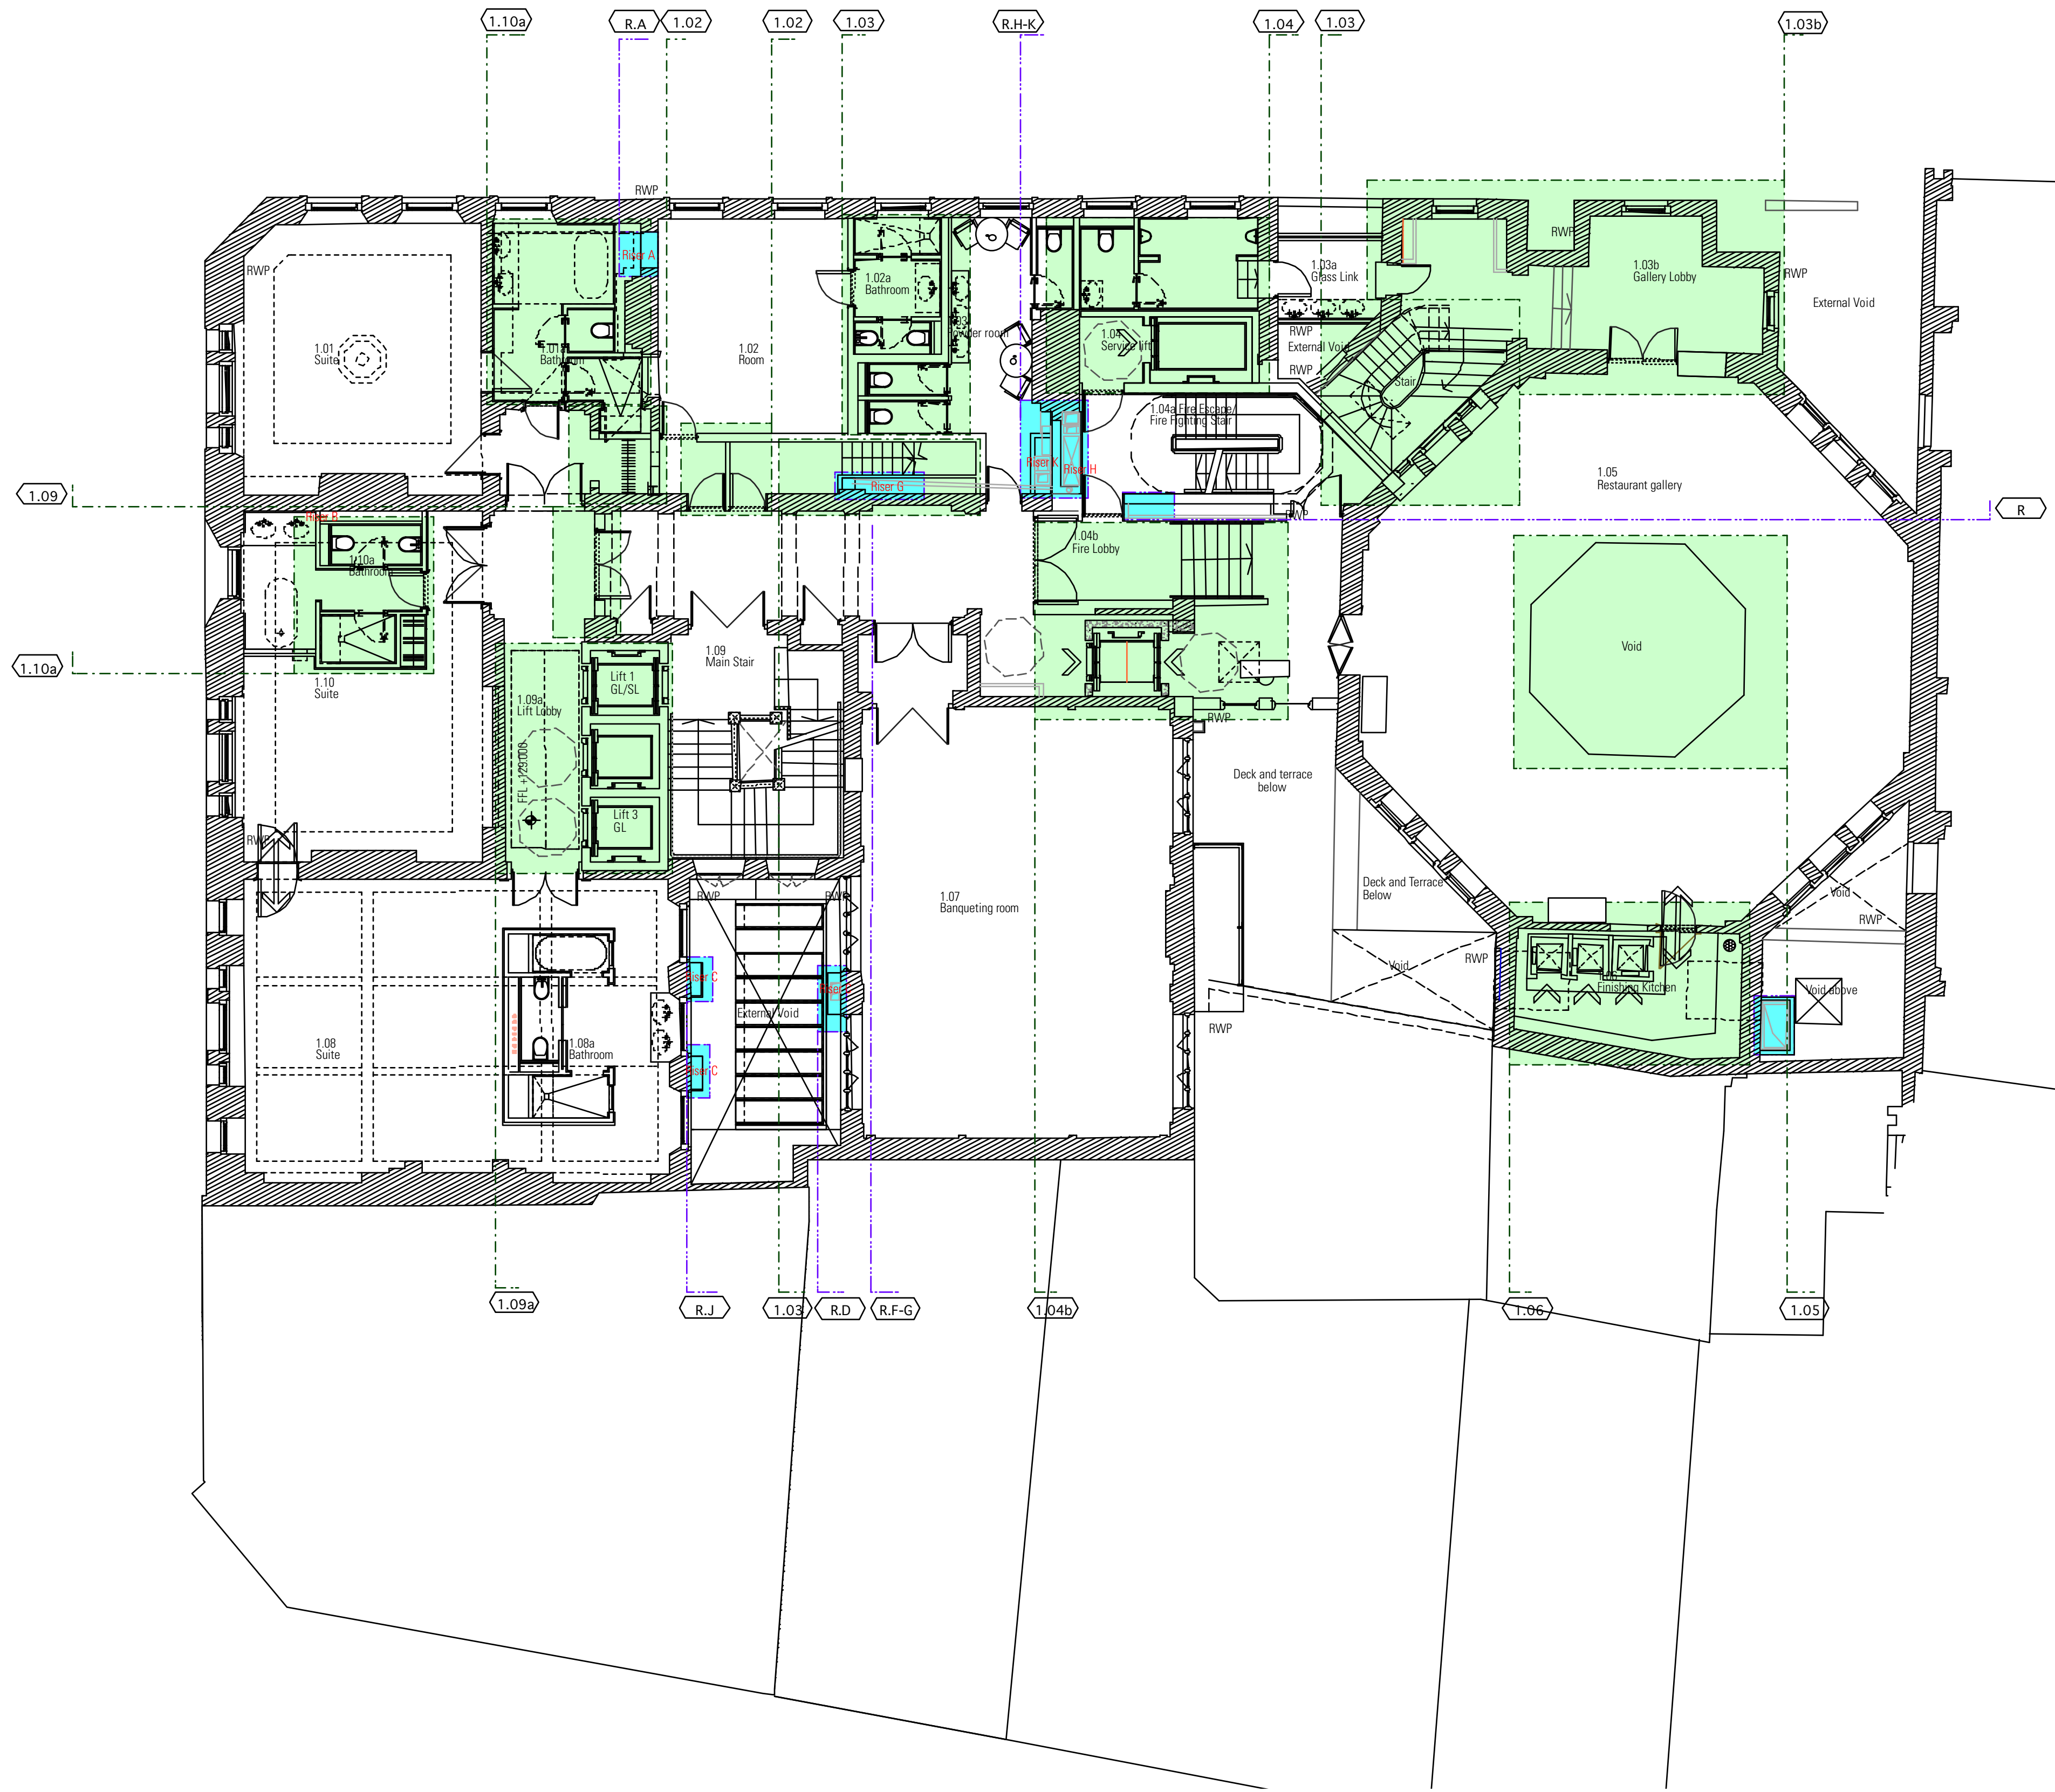 1.10a
R.A
1.02
1.02
1.03
R.H-K
1.04
1.03
1.03b
RWP
RWP
RWP
RWP
Riser A
1.03a
Glass Link
1.03b
Gallery Lobby
External Void
1.02a
Bathroom
1.01
Suite
Bathroom
1.02
Room
1.04
Service lift
RWP
External Void
RWP
Stair
1.04a Fire Escape/
Fire Fighting Stair
Riser K
Riser H
Riser G
1.05
Restaurant gallery
1.09
R
RWP
Riser B
1.10a
Bathroom
1.04b
Fire Lobby
1.09
Main Stair
Void
1.10a
1.10
Suite
Lift 1
GL/SL
1.09a
Lift Lobby
FFL +129.000
RWP
Deck and terrace
below
Lift 3
GL
RWP
RWP
RWP
1.07
Banqueting room
Deck and Terrace
Below
Void
RWP
Riser C
External Void
Void
RWP
1.06
Finishing Kitchen
Void above
RWP
1.08
Suite
1.08a
Bathroom
Riser C
1.09a
R.J
1.03
R.D
R.F-G
1.04b
1.06
1.05